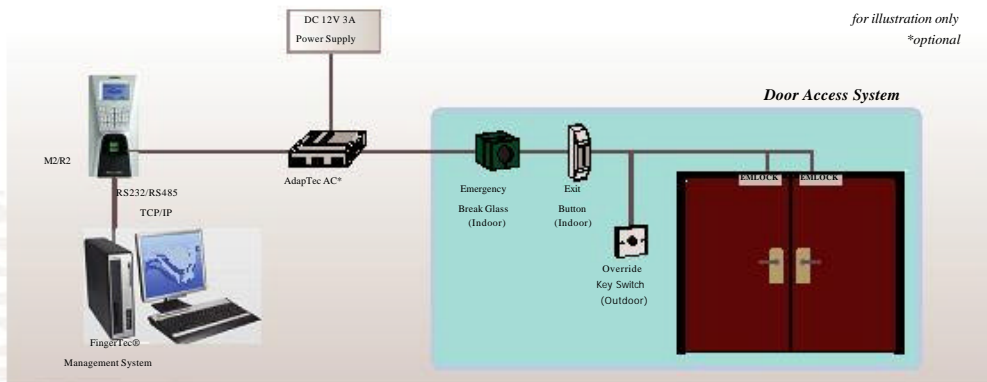 DC 12V 3A
Power Supply
for illustration only
*optional
Door Access System
M2/R2
AdapTec AC*
RS232/RS485
TCP/IP
Emergency
Break Glass
(Indoor)
Exit
Button
(Indoor)
EMLOCK
EMLOCK
Override
Key Switch
(Outdoor)
FingerTec®
Management System